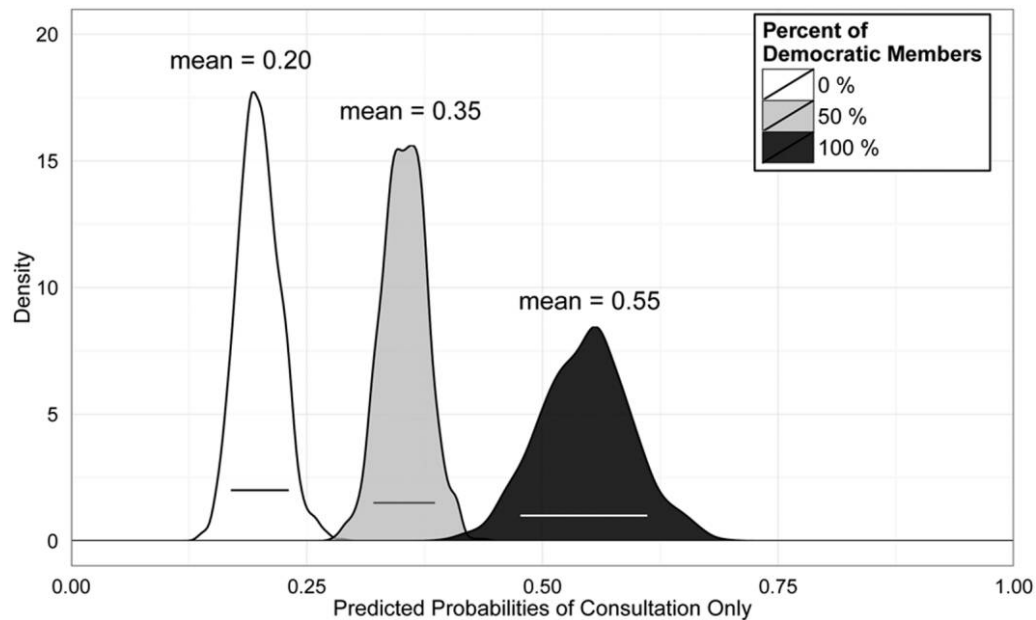 20
15
10
5
0
Density
mean = 0.20
mean = 0.35
mean = 0.55
Percent of
Democratic Members
0 %
50 %
100 %
0.00 0.25 0.50 0.75 1.00
Predicted Probabilities of Consultation Only